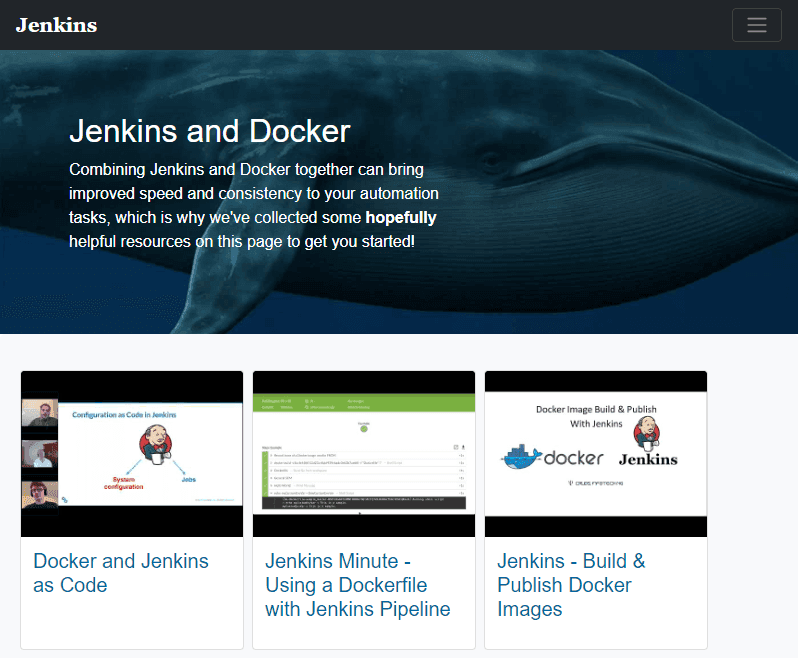 Jenkins
Jenkins and Docker
Combining Jenkins and Docker together can bring
improved speed and consistency to your automation
tasks, which is why we've collected some hopefully
helpful resources on this page to get you started!
Configuration as Code in Jenkins
System
configuration
Jobs
Docker Image Build & Publish
With Jenkins
docker
Jenkins
Docker and Jenkins
as Code
Jenkins Minute -
Using a Dockerfile
with Jenkins Pipeline
Jenkins - Build &
Publish Docker
Images